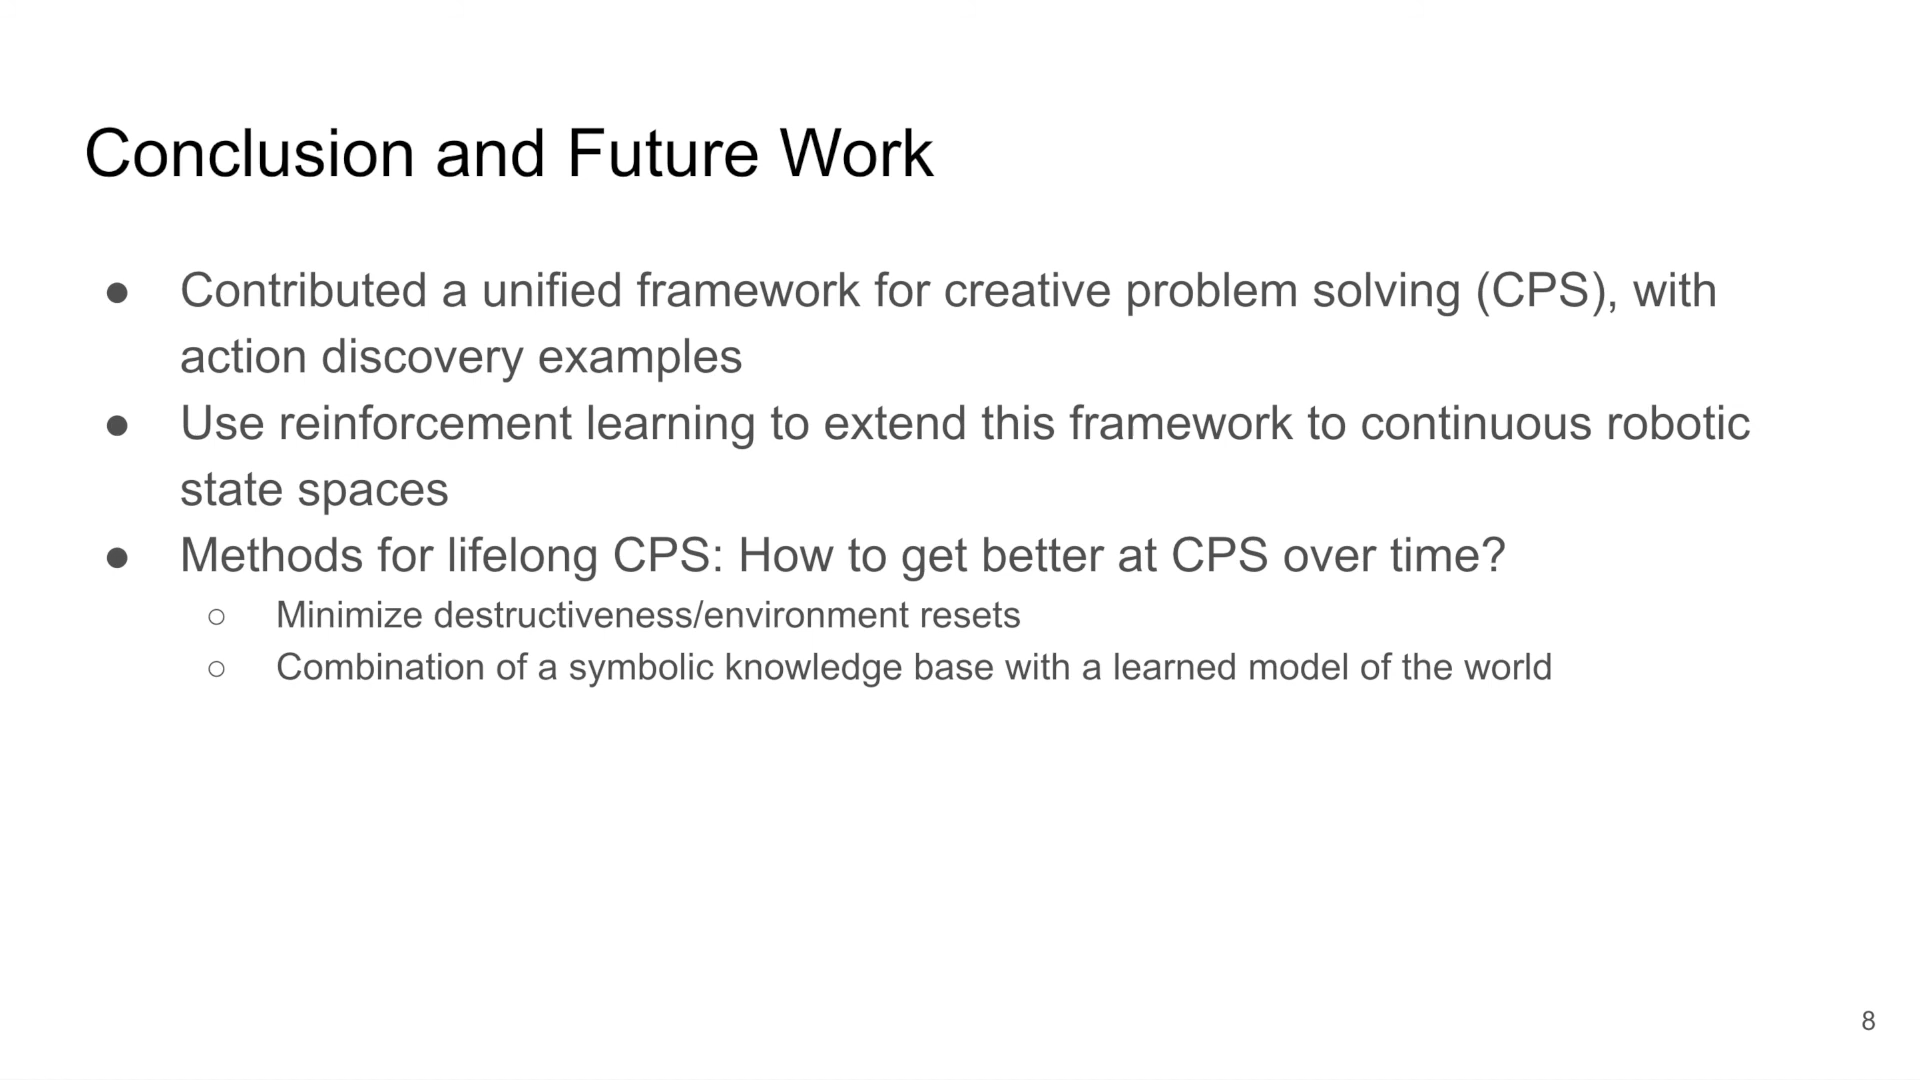 Conclusion and Future Work
● Contributed a unified framework for creative problem solving (CPS), with
action discovery examples
● Use reinforcement learning to extend this framework to continuous robotic
state spaces
● Methods for lifelong CPS: How to get better at CPS over time?
○ Minimize destructiveness/environment resets
○ Combination of a symbolic knowledge base with a learned model of the world
8